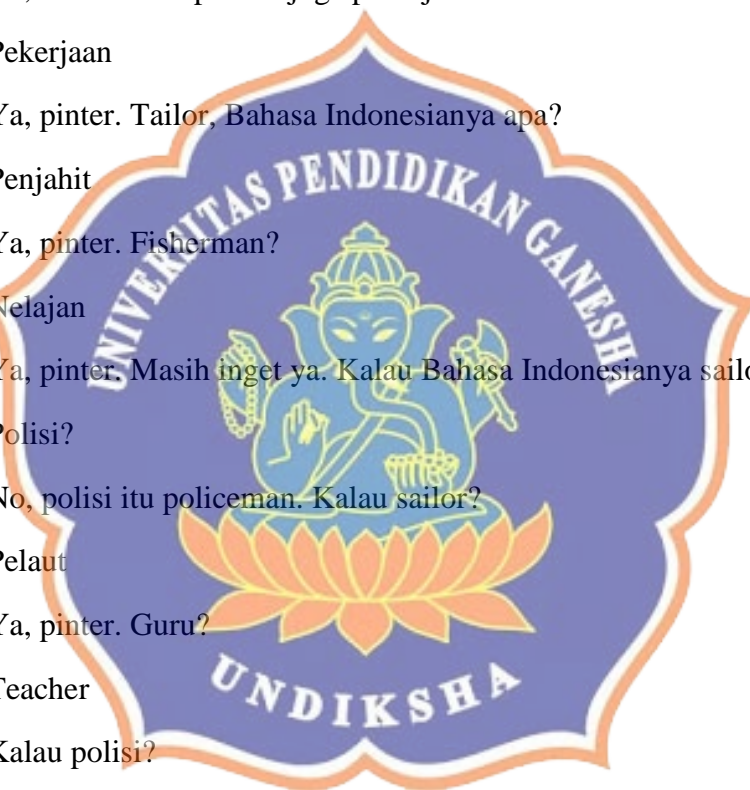 Pekerjaan
Ya, pinter. Tailor, Bahasa Indonesianya apa?
Penjahit
Ya, pinter. Fisherman?
Nelajan
Ya, pinter. Masih inget ya. Kalau Bahasa Indonesianya
Polisi?
No, polisi itu policeman. Kalau sailor?
Pelaut
Ya, pinter. Guru?
Teacher
Kalau polisi?
UNIVERSITAS PENDIDIKAN GANESHA
UNDIKSHA